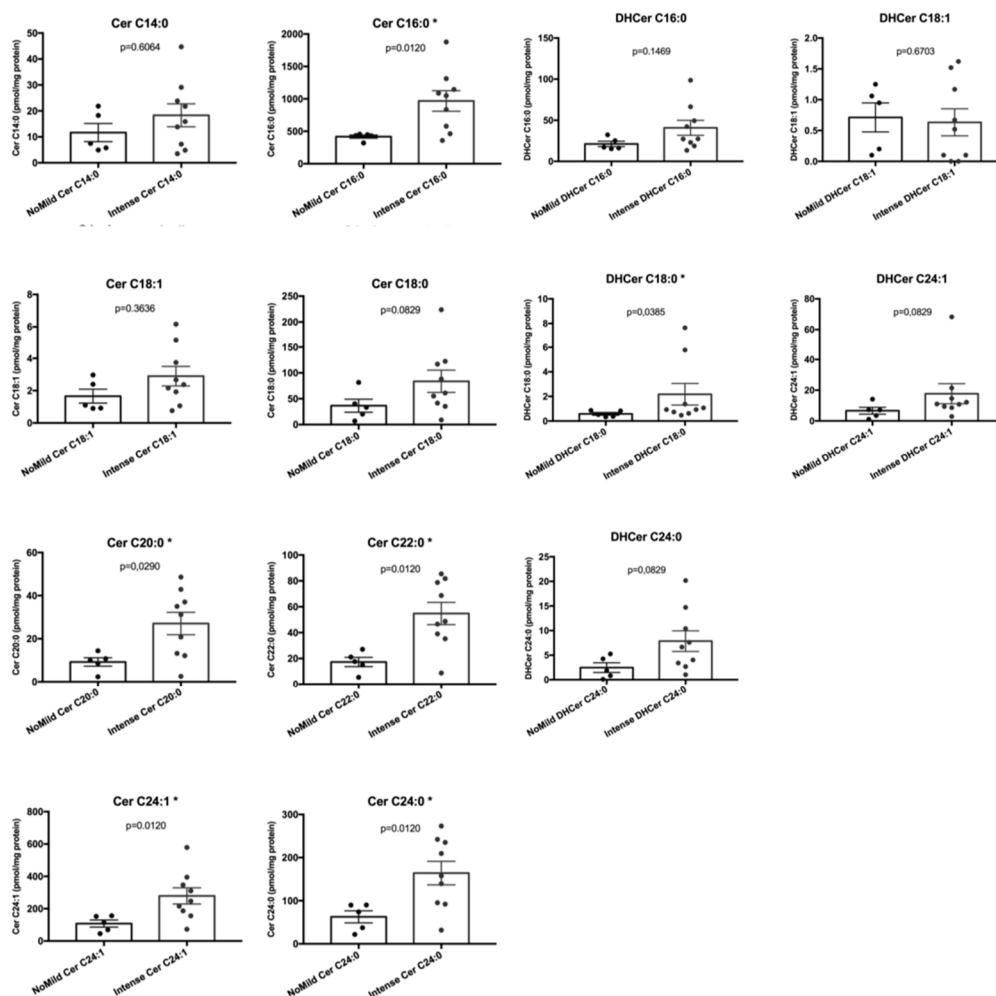 Cer C14:0
p=0.6064
Cer C14:0 (pmol/mg protein)
50
40
30
20
10
0
NoMild Cer C14:0
Intense Cer C14:0
Cer C16:0 *
p=0.0120
Cer C16:0 (pmol/mg protein)
2000
1500
1000
500
0
NoMild Cer C16:0
Intense Cer C16:0
DHCer C16:0
p=0.1469
DHCer C16:0 (pmol/mg protein)
150
100
50
0
NoMild DHCer C16:0
Intense DHCer C16:0
DHCer C18:1
p=0.6703
DHCer C18:1 (pmol/mg protein)
2.0
1.5
1.0
0.5
0.0
NoMild DHCer C18:1
Intense DHCer C18:1
Cer C18:1
p=0.3636
Cer C18:1 (pmol/mg protein)
8
6
4
2
0
NoMild Cer C18:1
Intense Cer C18:1
Cer C18:0
p=0.0829
Cer C18:0 (pmol/mg protein)
250
200
150
100
50
0
NoMild Cer C18:0
Intense Cer C18:0
DHCer C18:0 *
p=0,0385
DHCer C18:0 (pmol/mg protein)
10
8
6
4
2
0
NoMild DHCer C18:0
Intense DHCer C18:0
DHCer C24:1
p=0,0829
DHCer C24:1 (pmol/mg protein)
80
60
40
20
0
NoMild DHCer C24:1
Intense DHCer C24:1
Cer C20:0 *
p=0,0290
Cer C20:0 (pmol/mg protein)
60
40
20
0
NoMild Cer C20:0
Intense Cer C20:0
Cer C22:0 *
p=0.0120
Cer C22:0 (pmol/mg protein)
100
80
60
40
20
0
NoMild Cer C22:0
Intense Cer C22:0
DHCer C24:0
p=0,0829
DHCer C24:0 (pmol/mg protein)
25
20
15
10
5
0
NoMild DHCer C24:0
Intense DHCer C24:0
Cer C24:1 *
p=0.0120
Cer C24:1 (pmol/mg protein)
800
600
400
200
0
NoMild Cer C24:1
Intense Cer C24:1
Cer C24:0 *
p=0.0120
Cer C24:0 (pmol/mg protein)
300
200
100
0
NoMild Cer C24:0
Intense Cer C24:0